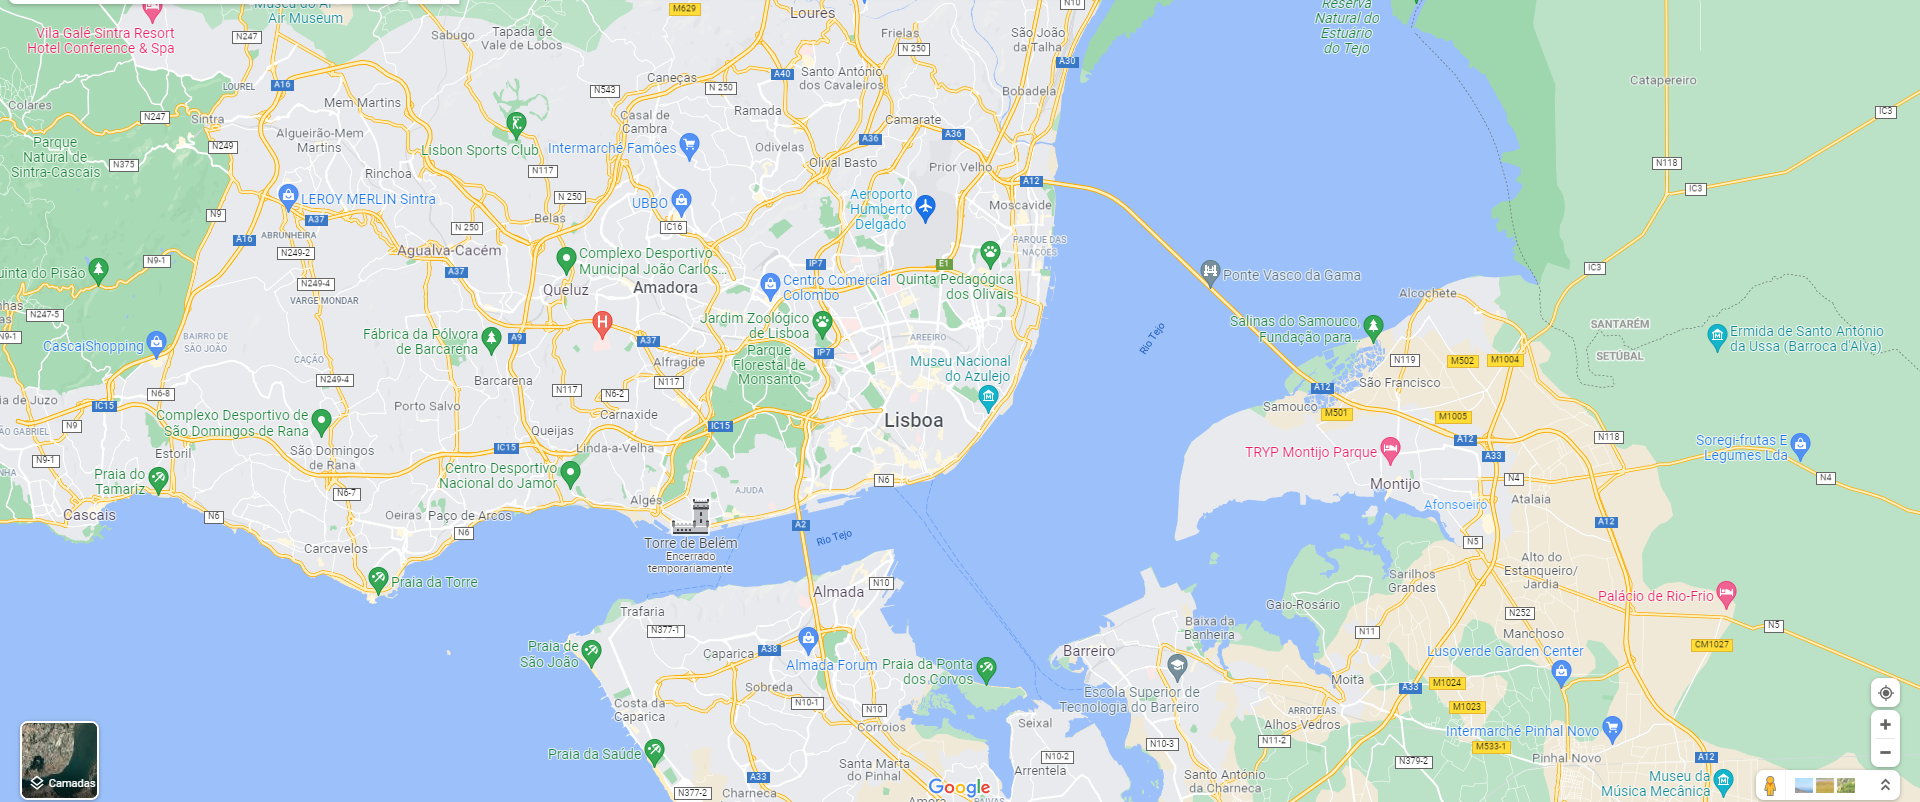 M629
N10
Reserva
Natural do
Estuário
do Tejo
Museu do Ar
Air Museum
Vila Galé Sintra Resort
Hotel Conference & Spa
N247
Sabugo
Tapada de
Vale de Lobos
Loures
Frielas
N 250
São João
da Talha
A30
A16
LOUREL
Caneças
N543
N 250
A40
Santo António
dos Cavaleiros
Bobadela
Catapereiro
IC3
Colares
N247
Sintra
Mem Martins
Ramada
Casal de
Cambra
Camarate
A36
A36
Algueirão-Mem
Martins
Lisbon Sports Club
Intermarché Famões
Odivelas
Olival Basto
Prior Velho
Parque
Natural de
Sintra-Cascais
N375
N249
Rinchoa
N117
A12
N118
IC3
LEROY MERLIN Sintra
N 250
UBBO
Aeroporto
Humberto
Delgado
Moscavide
N9
A37
Belas
N 250
IC16
A16
ABRUNHEIRA
N249-2
Agualva-Cacém
PARQUE DAS
NAÇÕES
Quinta do Pisão
N9-1
A37
Complexo Desportivo
Municipal João Carlos...
IP7
E1
IC3
Ponte Vasco da Gama
N249-4
VARGE MONDAR
Queluz
Amadora
Centro Comercial
Colombo
Quinta Pedagógica
dos Olivais
Alcochete
N247-5
N9-1
CascaiShopping
BAIRRO DE
SÃO JOÃO
Fábrica da Pólvora
de Barcarena
A9
A37
Jardim Zoológico
de Lisboa
AREEIRO
Rio Tejo
Salinas do Samouco,
Fundação para...
SANTARÉM
SETÚBAL
Ermida de Santo António
da Ussa (Barroca d'Alva)
CAÇÃO
Alfragide
Parque
Florestal de
Monsanto
IP7
Museu Nacional
do Azulejo
N119
M502
M1004
N249-4
Barcarena
N117
N117
N6-2
A12
São Francisco
N6-8
IC15
Porto Salvo
Carnaxide
Samouco
M501
M1005
Complexo Desportivo de
São Domingos de Rana
N9
IC15
Lisboa
Queijas
A12
N118
Soregi-frutas E
Legumes Lda
N9-1
Estoril
São Domingos
de Rana
IC15
Linda-a-Velha
TRYP Montijo Parque
A33
Praia do
Tamariz
Centro Desportivo
Nacional do Jamor
N6
Montijo
N4
N4
N6-7
AJUDA
Algés
Afonsoeiro
Atalaia
Cascais
N6
Oeiras
Paço de Arcos
N6
A2
Rio Tejo
A12
Carcavelos
Torre de Belém
Encerrado
temporariamente
N5
Alto do
Estanqueiro/
Jardia
Praia da Torre
Almada
N10
Sarilhos
Grandes
Palácio de Rio-Frio
Trafaria
Gaio-Rosário
N252
N377-1
Baixa da
Banheira
N11
Manchoso
N5
Praia de
São João
Caparica
A38
Almada Forum
Praia da Ponta
dos Corvos
Barreiro
Lusoverde Garden Center
CM1027
Sobreda
Escola Superior de
Tecnologia do Barreiro
Moita
A33
M1024
Costa da
Caparica
N10-1
N10
Seixal
ARROTEIAS
M1023
Corroios
Alhos Vedros
Intermarché Pinhal Novo
Praia da Saúde
N10-3
N11-2
M533-1
N10-2
Santa Marta
do Pinhal
Arrentela
N379-2
Pinhal Novo
A12
A33
Santo António
da Charneca
Museu da
Música Mecânica
N377-2
Charneca
Google
Camadas